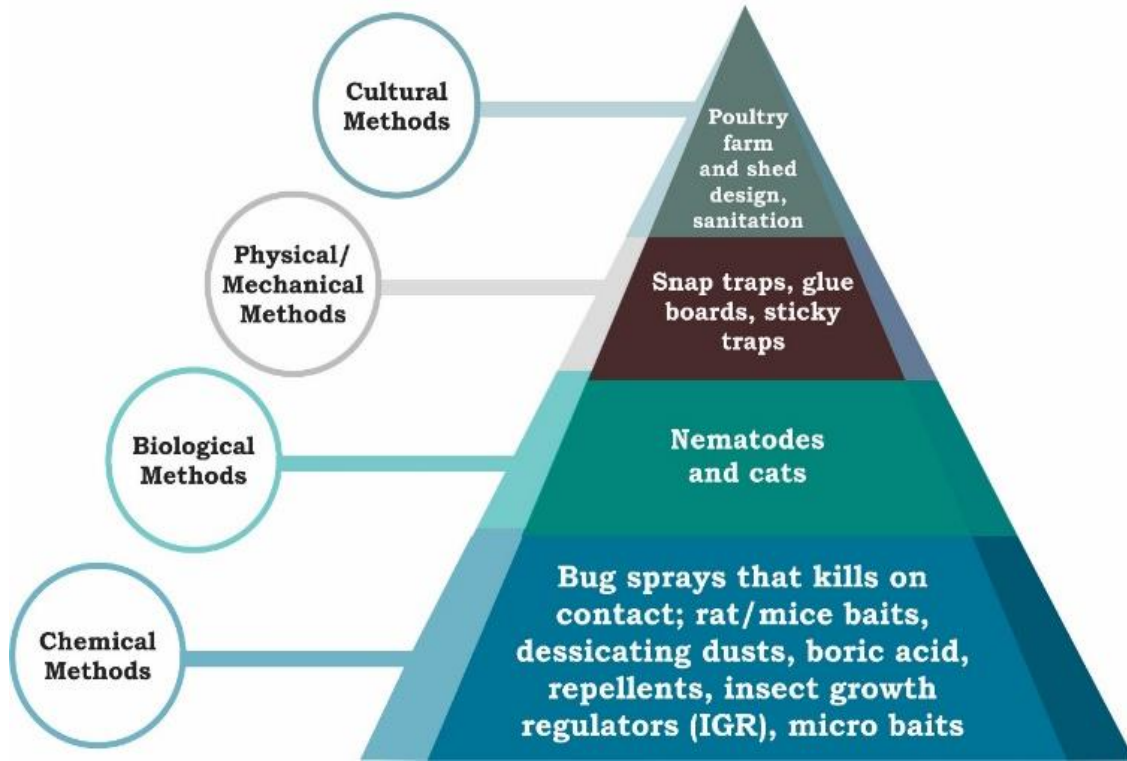 Cultural
Methods
Poultry
farm
and shed
design,
sanitation
Physical/
Mechanical
Methods
Snap traps, glue
boards, sticky
traps
Biological
Methods
Nematodes
and cats
Chemical
Methods
Bug sprays that kills on
contact; rat/mice baits,
dessicating dusts, boric acid,
repellents, insect growth
regulators (IGR), micro baits